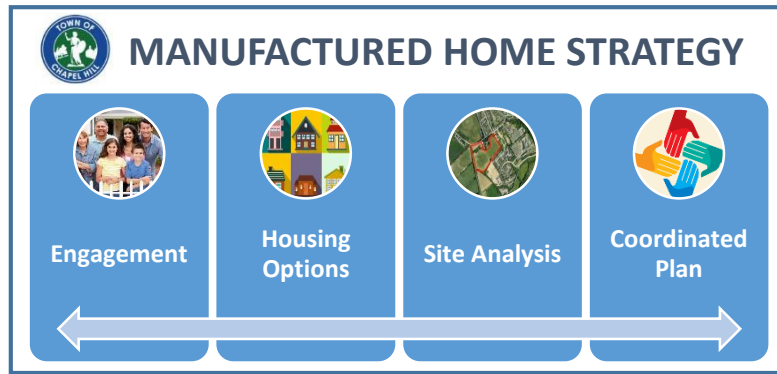 TOWN OF
CHAPEL HILL
MANUFACTURED HOME STRATEGY
Engagement
Housing
Options
Site Analysis
Coordinated
Plan